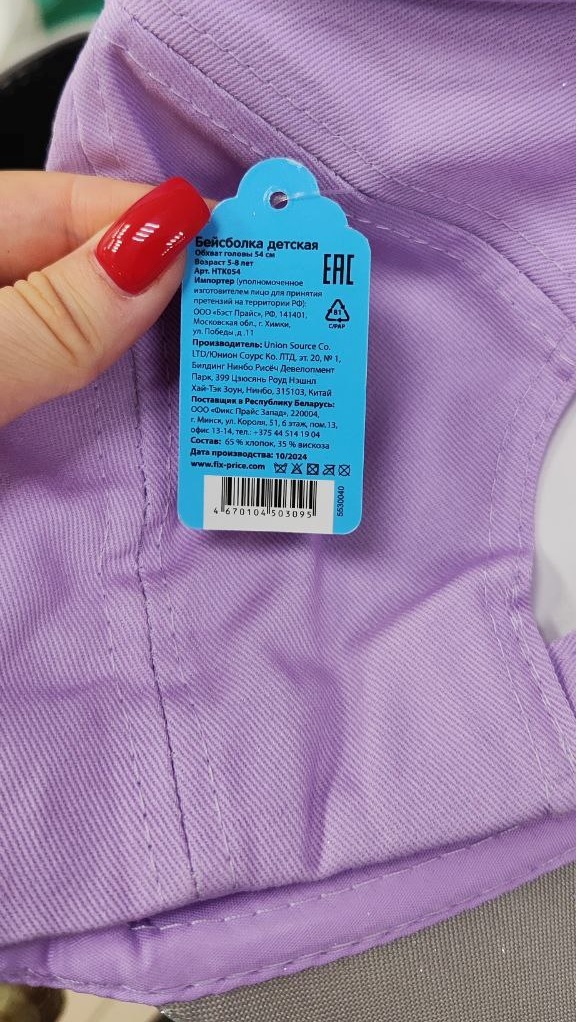 Бейсболка детская
Обхват головы 54 см
Возраст 5-8 лет
Арт. НТК054
Импортер (уполномоченное
изготовителем лицо для принятия
претензий на территории РФ):
ООО «Бэст Прайс», РФ, 141401,
Московская обл., г. Химки,
ул. Победы,д .11
Производитель: Union Source Co.
LTD/Юнион Соурс Ко. ЛТД, эт. 20, № 1,
Билдинг Нинбо Рисёч Девелопмент
Парк, 399 Цзюсянь Роуд Нэшнл
Хай-Тэк Зоун, Нинбо, 315103, Китай
Поставщик в Республику Беларусь:
ООО «Фикс Прайс Запад», 220004,
г. Минск, ул. Короля, 51, 6 этаж, пом.13,
офис 13-14, тел.: +375 44 514 19 04
Состав: 65 % хлопок, 35 % вискоза
Дата производства: 10/2024
www.fix-price.com
EAC
81
C/PAP
4 670104 503095
5530040